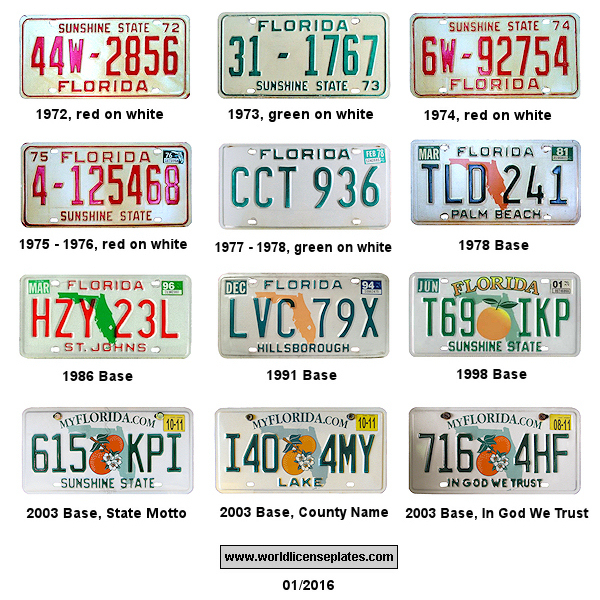 SUNSHINE STATE 72
44W-2856
FLORIDA
1972, red on white
FLORIDA
31 - 1767
SUNSHINE STATE 73
1973, green on white
SUNSHINE STATE 74
6W-92754
FLORIDA
1974, red on white
75 FLORIDA 76
4-125468
SUNSHINE STATE
1975 - 1976, red on white
FEB 78
CCT 936
1977 - 1978, green on white
MAR FLORIDA 81
TLD 241
PALM BEACH
1978 Base
MAR FLORIDA 96
HZY 23L
ST. JOHNS
1986 Base
DEC FLORIDA 94
LVC 79X
HILLSBOROUGH
1991 Base
JUN FLORIDA 01
T69 IKP
SUNSHINE STATE
1998 Base
MYFLORIDA.COM 10-11
615 KPI
SUNSHINE STATE
2003 Base, State Motto
MYFLORIDA.COM 10-11
I40 4MY
LAKE
2003 Base, County Name
MYFLORIDA.COM 08-11
716 4HF
IN GOD WE TRUST
2003 Base, In God We Trust
www.worldlicenseplates.com
01/2016